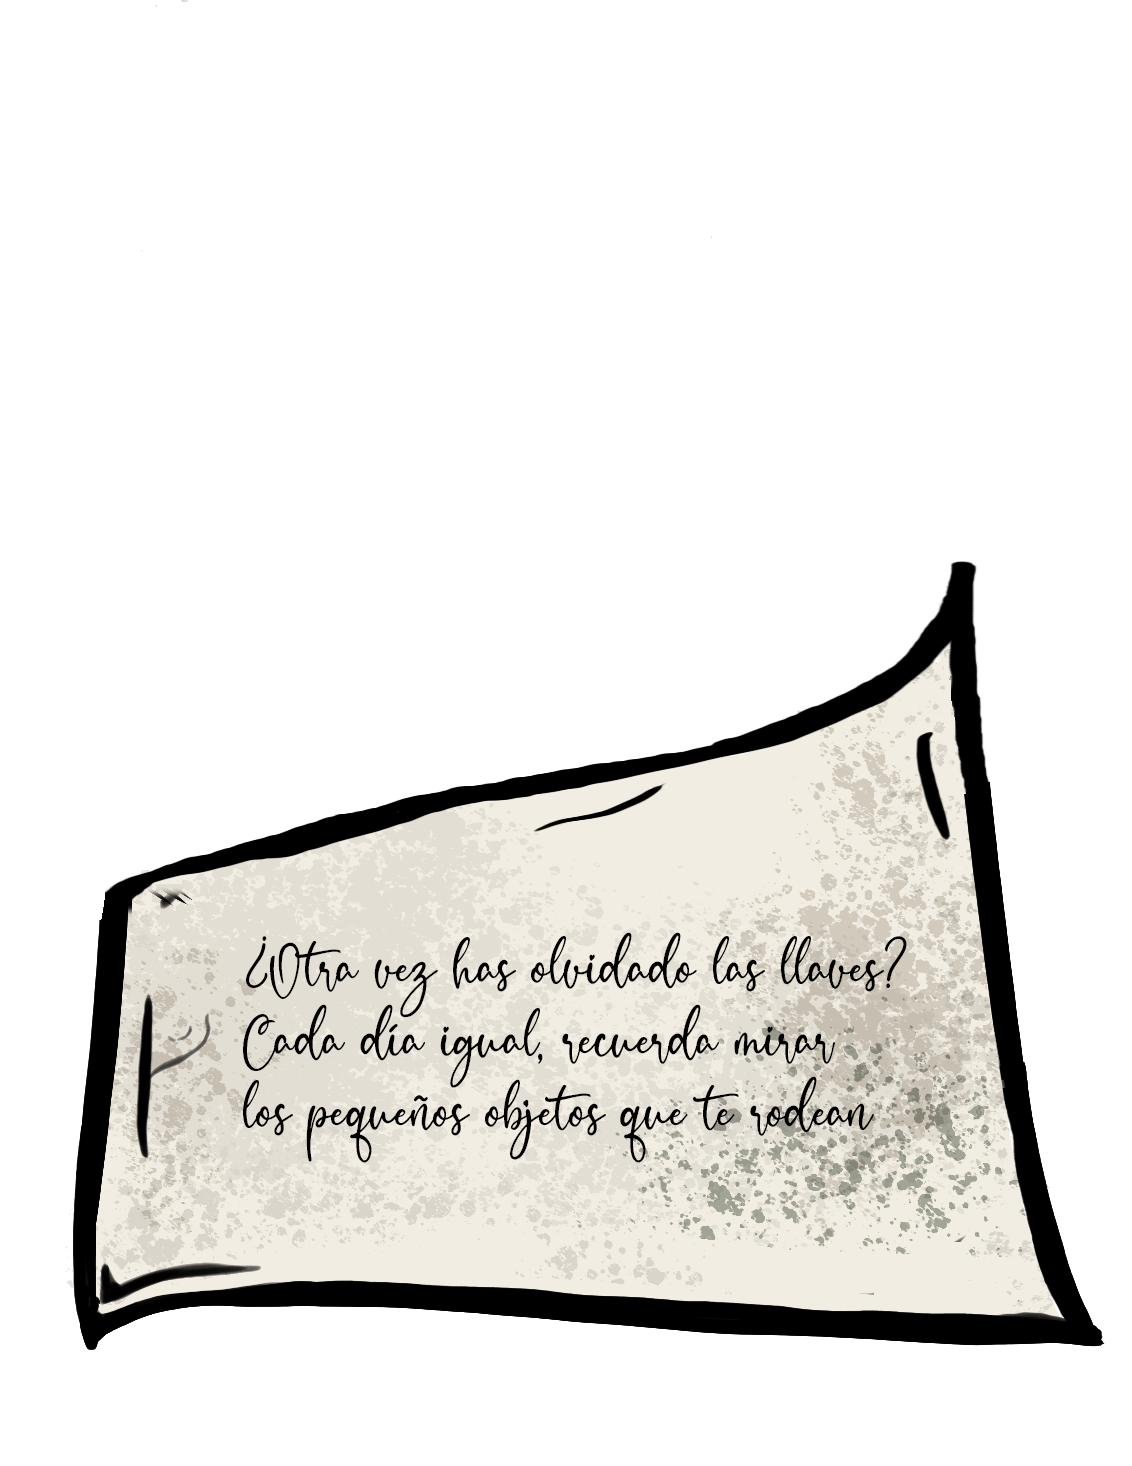 ¿Otra vez has olvidado las llaves?
Cada día igual, recuerda mirar
los pequeños objetos que te rodean